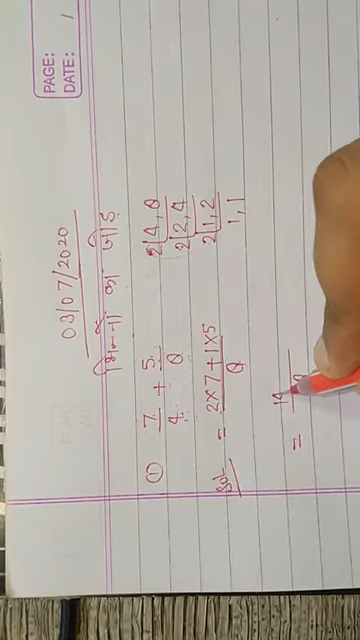 PAGE:
DATE: /
03/07/2020
भिन्नों का जोड़
① 7/4 + 5/8
2|4,8
2|2,4
2|1,2
1,1
Sol = 2×7+1×5/8
= 14